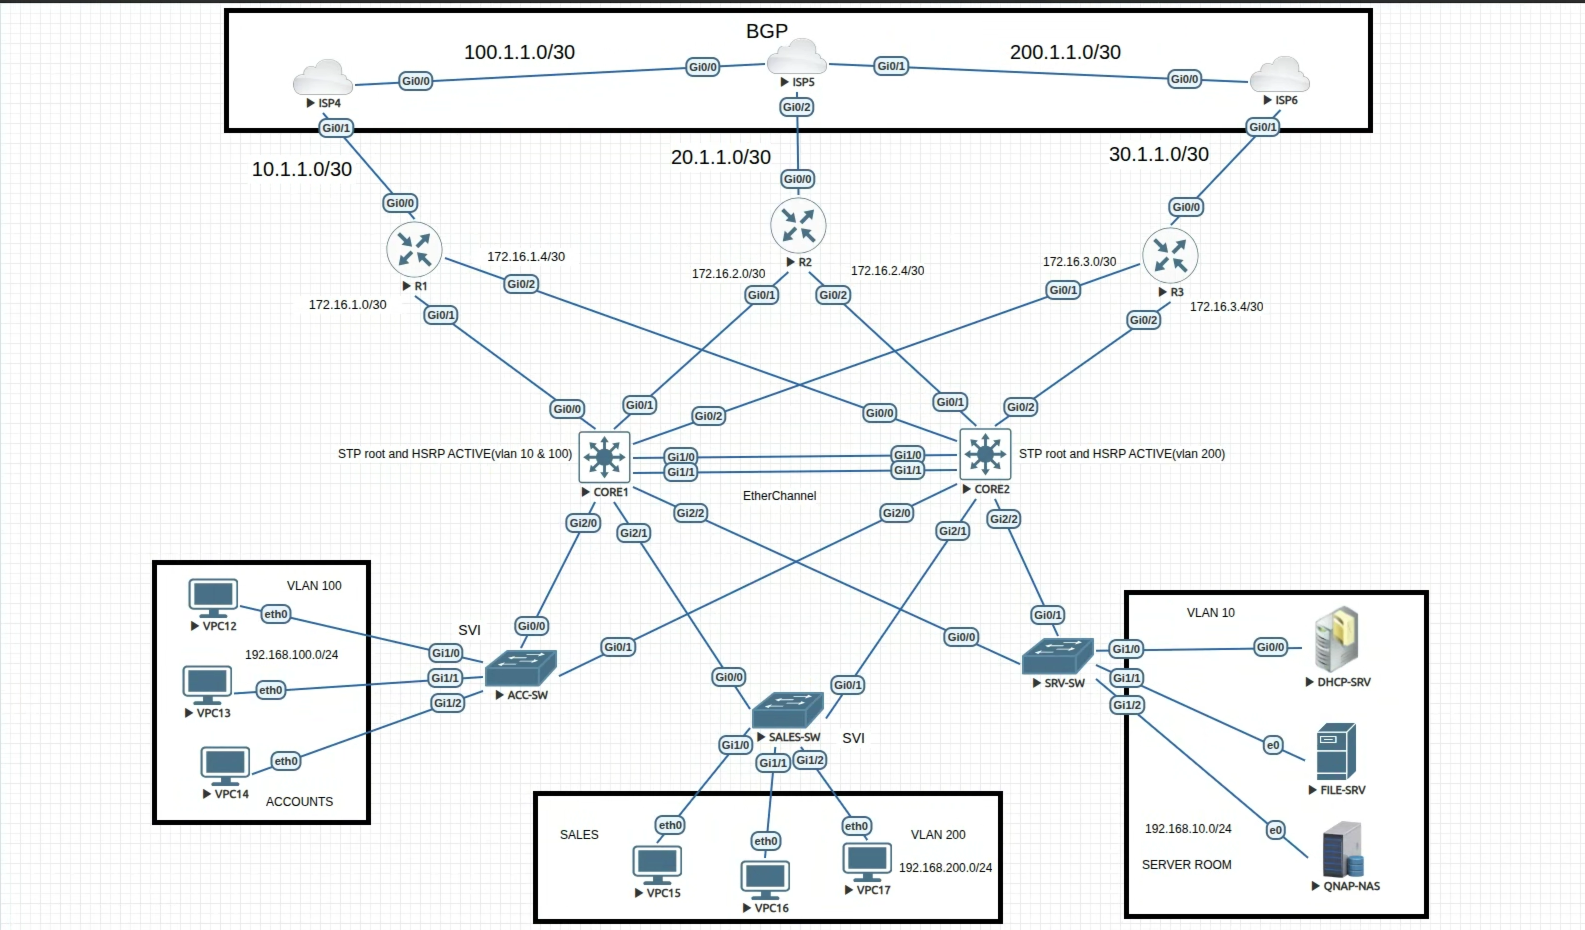 BGP
100.1.1.0/30
200.1.1.0/30
Gi0/0
Gi0/0
Gi0/1
Gi0/0
ISP4
ISP5
ISP6
Gi0/1
Gi0/2
Gi0/1
10.1.1.0/30
20.1.1.0/30
30.1.1.0/30
Gi0/0
Gi0/0
Gi0/0
R1
R2
R3
172.16.1.4/30
172.16.2.0/30
172.16.2.4/30
172.16.3.0/30
172.16.1.0/30
172.16.3.4/30
Gi0/2
Gi0/1
Gi0/1
Gi0/2
Gi0/1
Gi0/2
Gi0/0
Gi0/1
Gi0/2
Gi0/0
Gi0/1
Gi0/2
STP root and HSRP ACTIVE(vlan 10 & 100)
Gi1/0
Gi1/1
Gi1/0
Gi1/1
STP root and HSRP ACTIVE(vlan 200)
CORE1
EtherChannel
CORE2
Gi2/0
Gi2/1
Gi2/2
Gi2/0
Gi2/1
Gi2/2
VLAN 100
VPC12
eth0
192.168.100.0/24
VPC13
eth0
VPC14
eth0
ACCOUNTS
SVI
Gi0/0
Gi0/1
Gi1/0
Gi1/1
Gi1/2
ACC-SW
Gi0/0
Gi0/1
SALES-SW
SVI
Gi1/0
Gi1/1
Gi1/2
Gi0/0
Gi0/1
SRV-SW
Gi1/0
Gi1/1
Gi1/2
VLAN 10
Gi0/0
DHCP-SRV
e0
FILE-SRV
192.168.10.0/24
e0
SERVER ROOM
QNAP-NAS
SALES
eth0
eth0
eth0
VLAN 200
192.168.200.0/24
VPC15
VPC16
VPC17